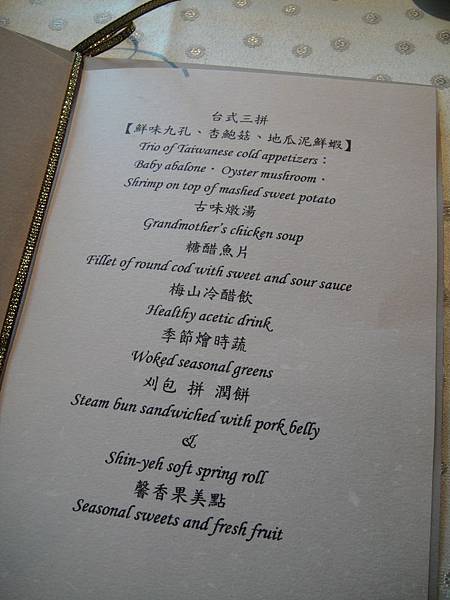 台式三拼
【鮮味九孔、杏鮑菇、地瓜泥鮮蝦】
Trio of Taiwanese cold appetizers：
Baby abalone． Oyster mushroom．
Shrimp on top of mashed sweet potato
古味燉湯
Grandmother's chicken soup
糖醋魚片
Fillet of round cod with sweet and sour sauce
梅山冷醋飲
Healthy acetic drink
季節燴時蔬
Woked seasonal greens
刈包 拼 潤餅
Steam bun sandwiched with pork belly
&
Shin-yeh soft spring roll
馨香果美點
Seasonal sweets and fresh fruit